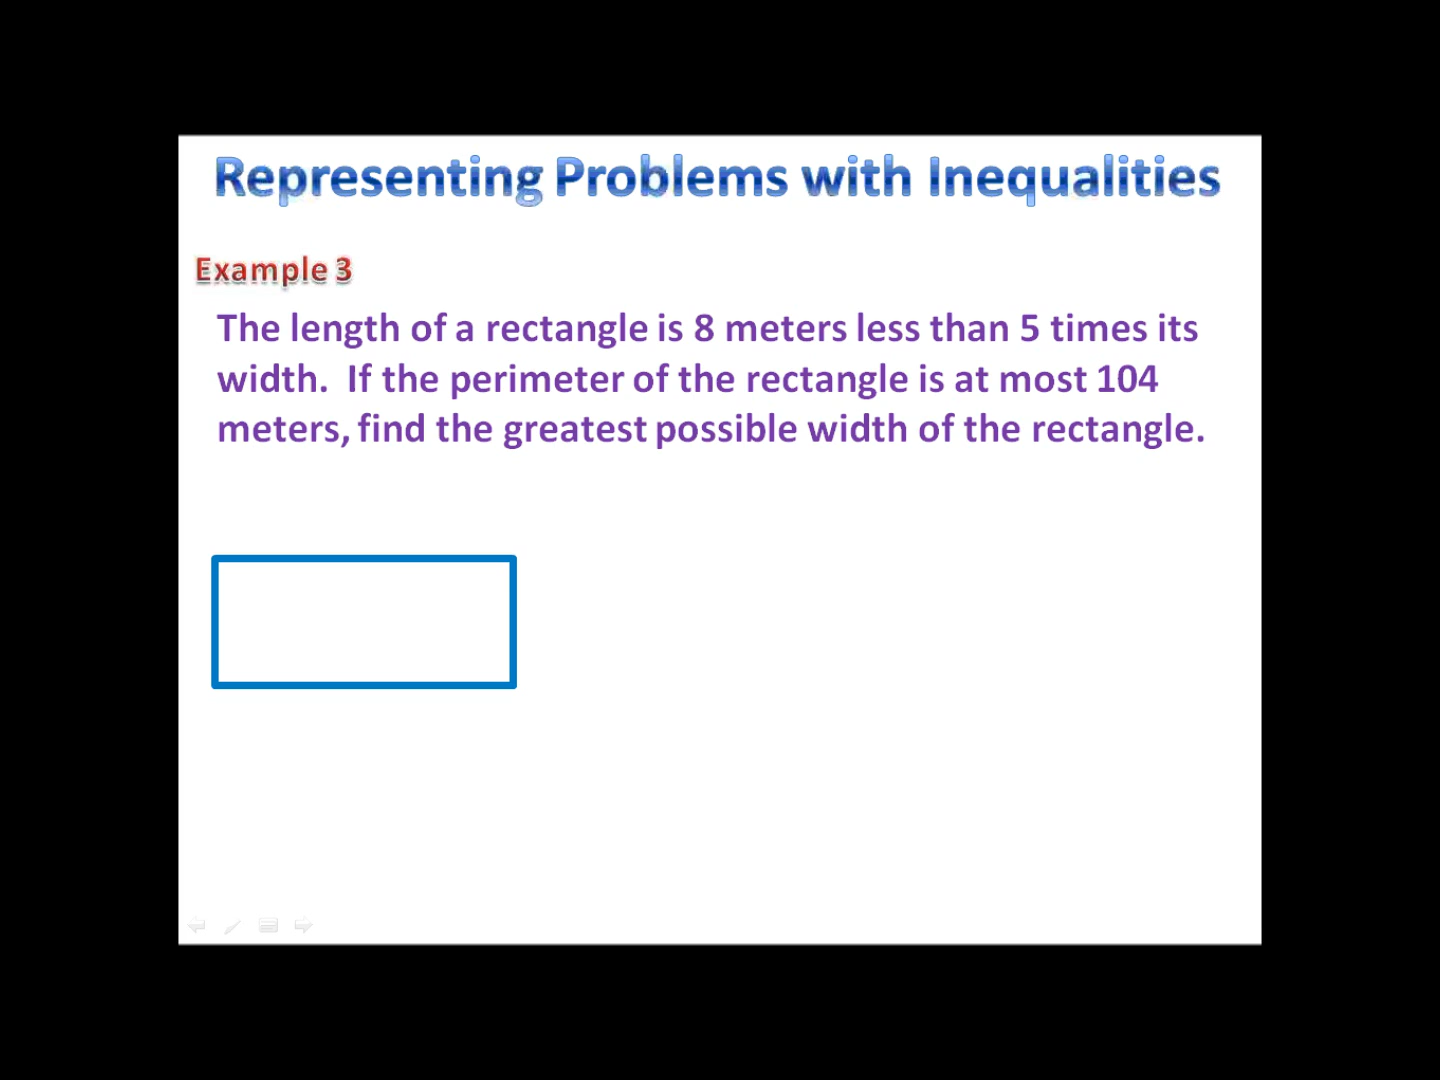 Representing Problems with Inequalities
Example 3
The length of a rectangle is 8 meters less than 5 times its
width.  If the perimeter of the rectangle is at most 104
meters, find the greatest possible width of the rectangle.